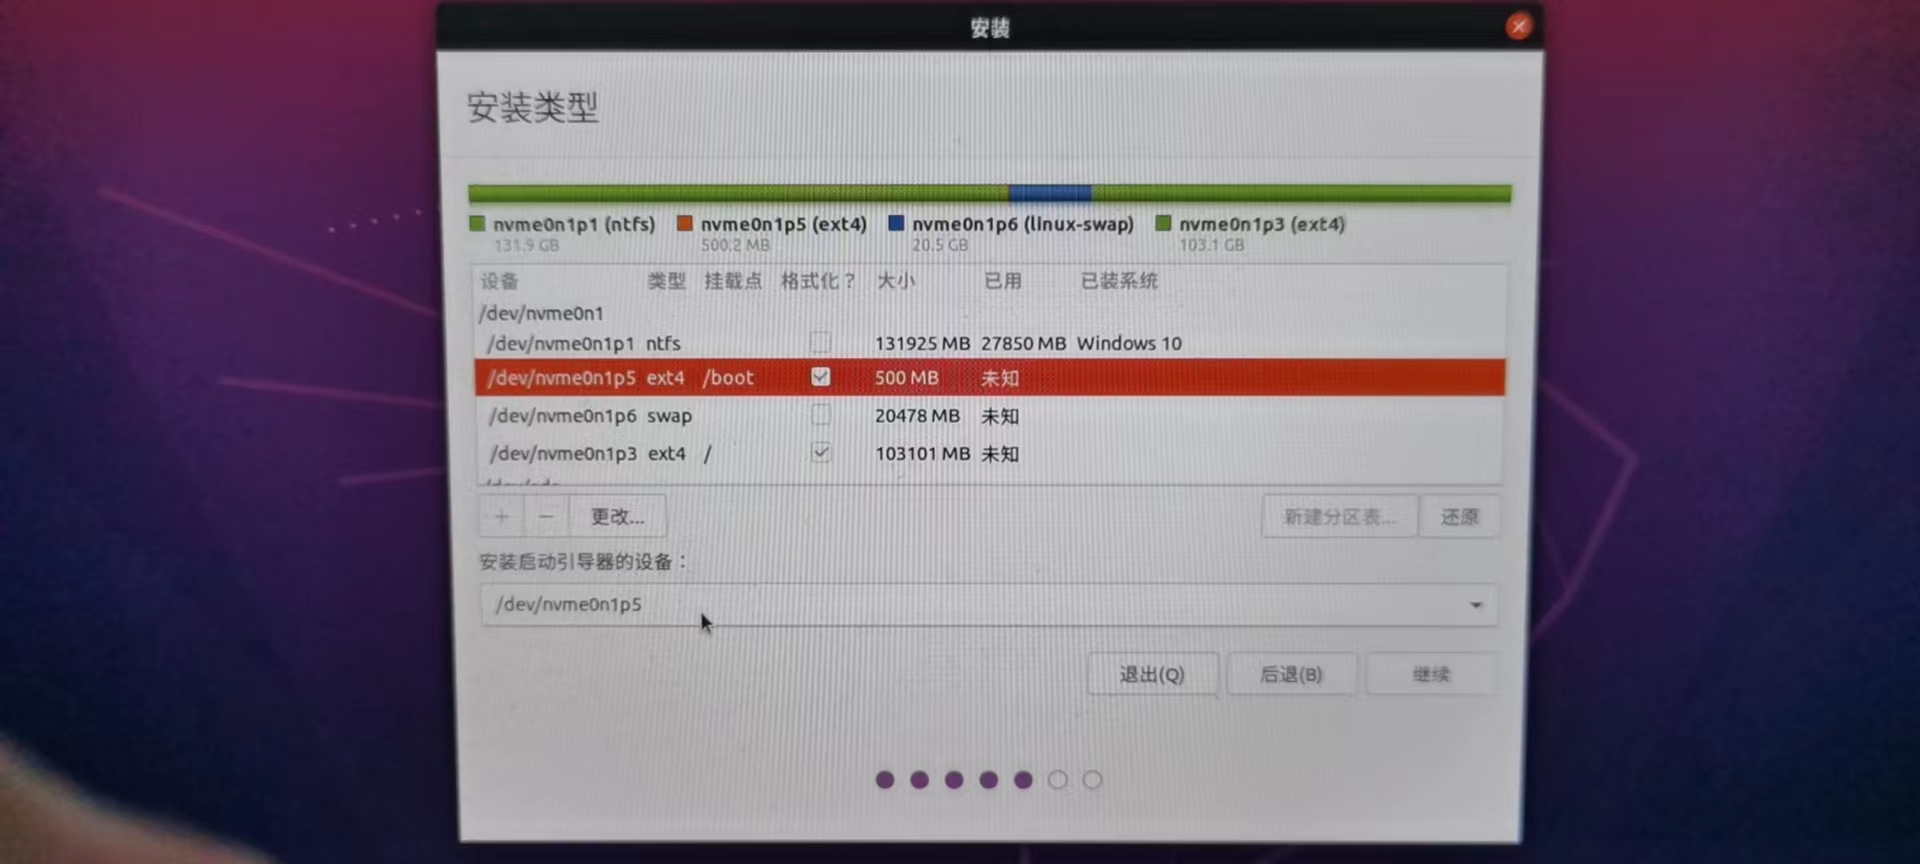 安装
安装类型
nvme0n1p1 (ntfs) nvme0n1p5 (ext4) nvme0n1p6 (linux-swap) nvme0n1p3 (ext4)
131.9 GB 500.2 MB 20.5 GB 103.1 GB
设备 类型 挂载点 格式化？ 大小 已用 已装系统
/dev/nvme0n1
/dev/nvme0n1p1 ntfs 131925 MB 27850 MB Windows 10
/dev/nvme0n1p5 ext4 /boot 500 MB 未知
/dev/nvme0n1p6 swap 20478 MB 未知
/dev/nvme0n1p3 ext4 / 103101 MB 未知
+ − 更改... 新建分区表... 还原
安装启动引导器的设备：
/dev/nvme0n1p5
退出(Q) 后退(B) 继续